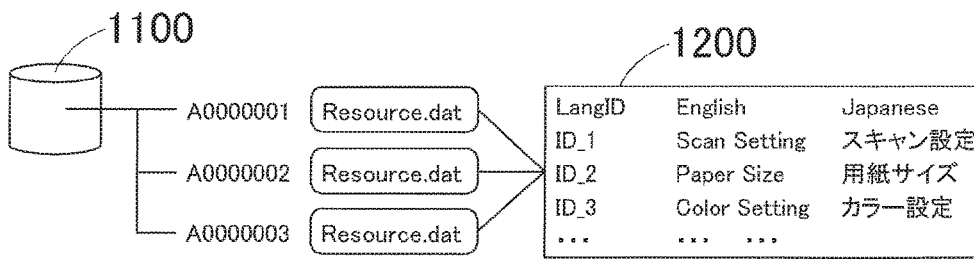 1100
1200
A0000001 Resource.dat
A0000002 Resource.dat
A0000003 Resource.dat
LangID English Japanese
ID_1 Scan Setting スキャン設定
ID_2 Paper Size 用紙サイズ
ID_3 Color Setting カラー設定
... ... ...